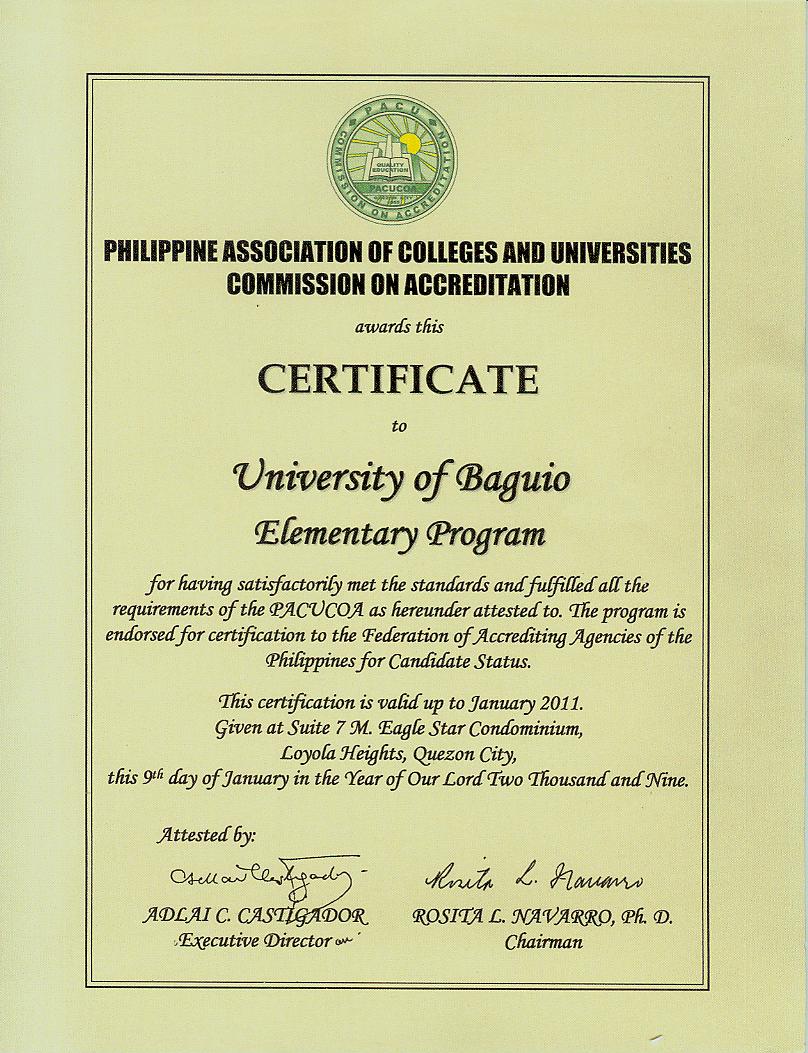 PACU
COMMISSION ON ACCREDITATION
QUALITY
EDUCATION
PACUCOA
PHILIPPINE ASSOCIATION OF COLLEGES AND UNIVERSITIES
COMMISSION ON ACCREDITATION
awards this
CERTIFICATE
to
University of Baguio
Elementary Program
for having satisfactorily met the standards and fulfilled all the
requirements of the PACUCOA as hereunder attested to. The program is
endorsed for certification to the Federation of Accrediting Agencies of the
Philippines for Candidate Status.
This certification is valid up to January 2011.
Given at Suite 7 M. Eagle Star Condominium,
Loyola Heights, Quezon City,
this 9th day of January in the Year of Our Lord Two Thousand and Nine.
Attested by:
Rosita L. Navarro
ADLAI C. CASTIGADOR
ROSITA L. NAVARRO, Ph. D.
Executive Director
Chairman